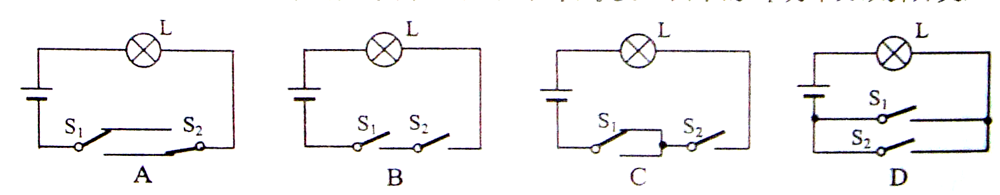 L L L L
S₁ S₂ S₁ S₂ S₁ S₂ S₁
S₂
A B C D